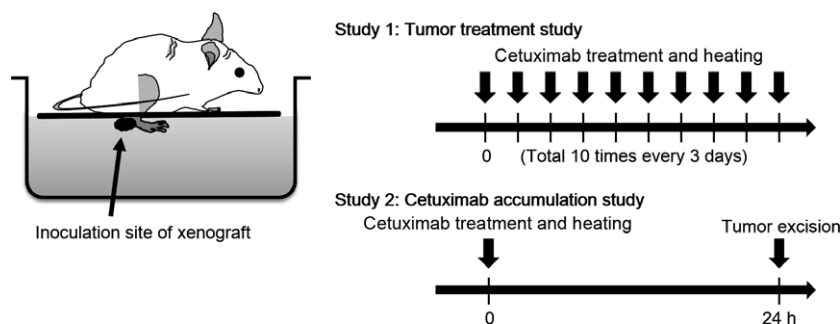 Study 1: Tumor treatment study
Cetuximab treatment and heating
0
(Total 10 times every 3 days)
Inoculation site of xenograft
Study 2: Cetuximab accumulation study
Cetuximab treatment and heating
Tumor excision
0
24 h